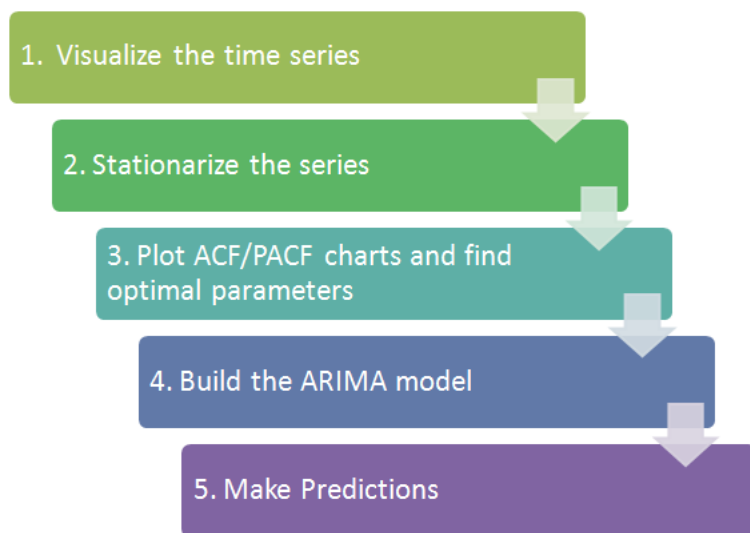 1. Visualize the time series
2. Stationarize the series
3. Plot ACF/PACF charts and find
optimal parameters
4. Build the ARIMA model
5. Make Predictions